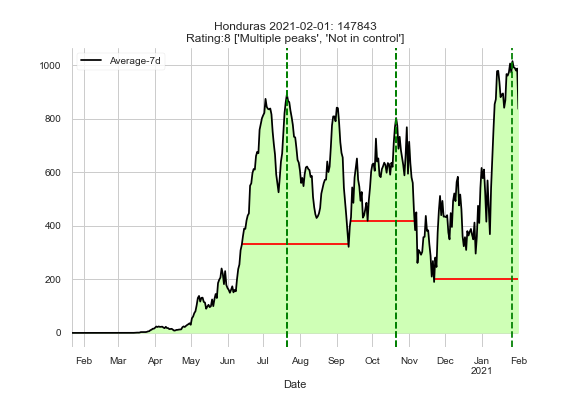 Honduras 2021-02-01: 147843
Rating:8 ['Multiple peaks', 'Not in control']
Average-7d
1000
800
600
400
200
0
Feb Mar Apr May Jun Jul Aug Sep Oct Nov Dec Jan Feb
2021
Date